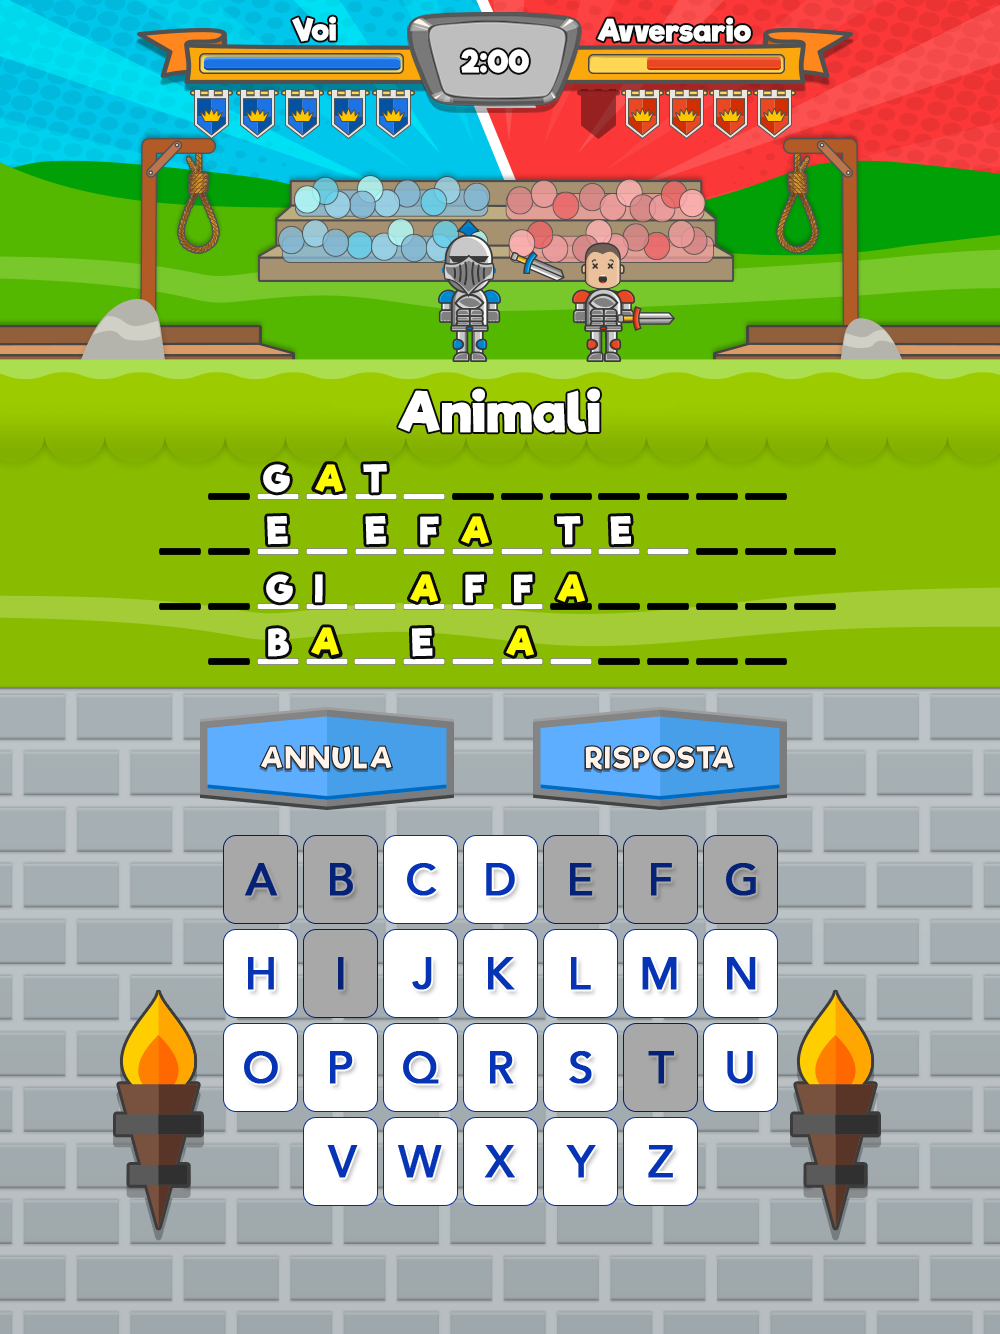 Voi 2:00 Avversario
Animali
G A T _
E _ E F A _ T E _
G I _ A F F A
B A _ E _ A _
ANNULA RISPOSTA
A B C D E F G
H I J K L M N
O P Q R S T U
V W X Y Z